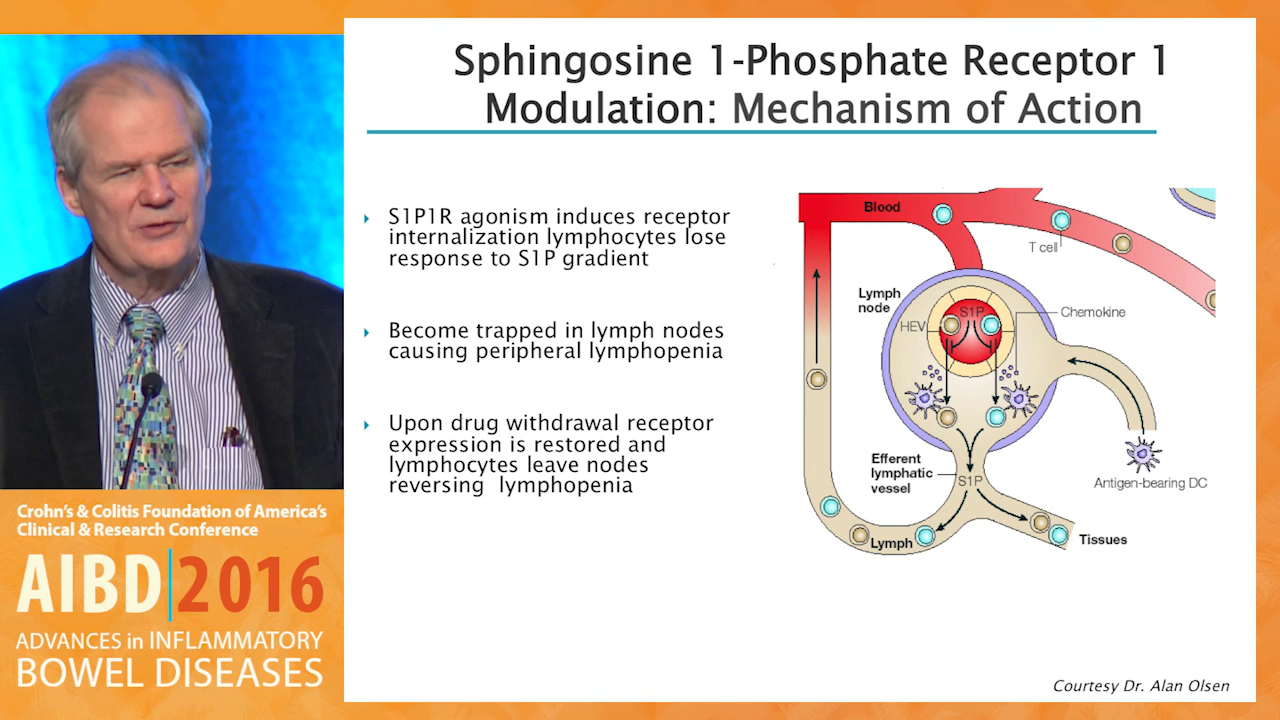 Sphingosine 1-Phosphate Receptor 1
Modulation: Mechanism of Action
S1P1R agonism induces receptor
internalization lymphocytes lose
response to S1P gradient
Become trapped in lymph nodes
causing peripheral lymphopenia
Upon drug withdrawal receptor
expression is restored and
lymphocytes leave nodes
reversing lymphopenia
Blood
T cell
Lymph
node
HEV
S1P
Chemokine
Efferent
lymphatic
vessel
S1P
Antigen-bearing DC
Lymph
Tissues
Courtesy Dr. Alan Olsen
Crohn's & Colitis Foundation of America's
Clinical & Research Conference
AIBD|2016
ADVANCES in INFLAMMATORY
BOWEL DISEASES